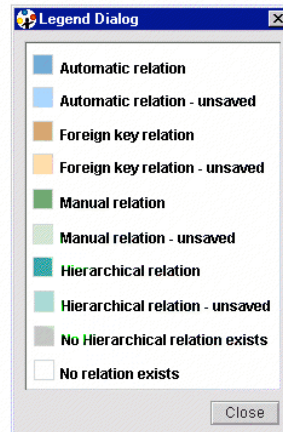 Legend Dialog
Automatic relation
Automatic relation - unsaved
Foreign key relation
Foreign key relation - unsaved
Manual relation
Manual relation - unsaved
Hierarchical relation
Hierarchical relation - unsaved
No Hierarchical relation exists
No relation exists
Close